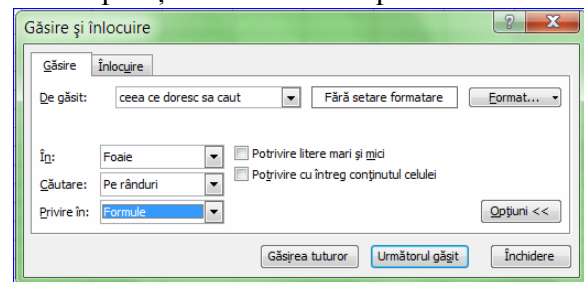 Găsire și înlocuire
Găsire Înlocuire
De găsit: ceea ce doresc sa caut Fără setare formatare Format...
În: Foaie Potrivire litere mari și mici
Căutare: Pe rânduri Potrivire cu întreg conținutul celulei
Privire în: Formule Opțiuni <<
Găsirea tuturor Următorul găsit Închidere